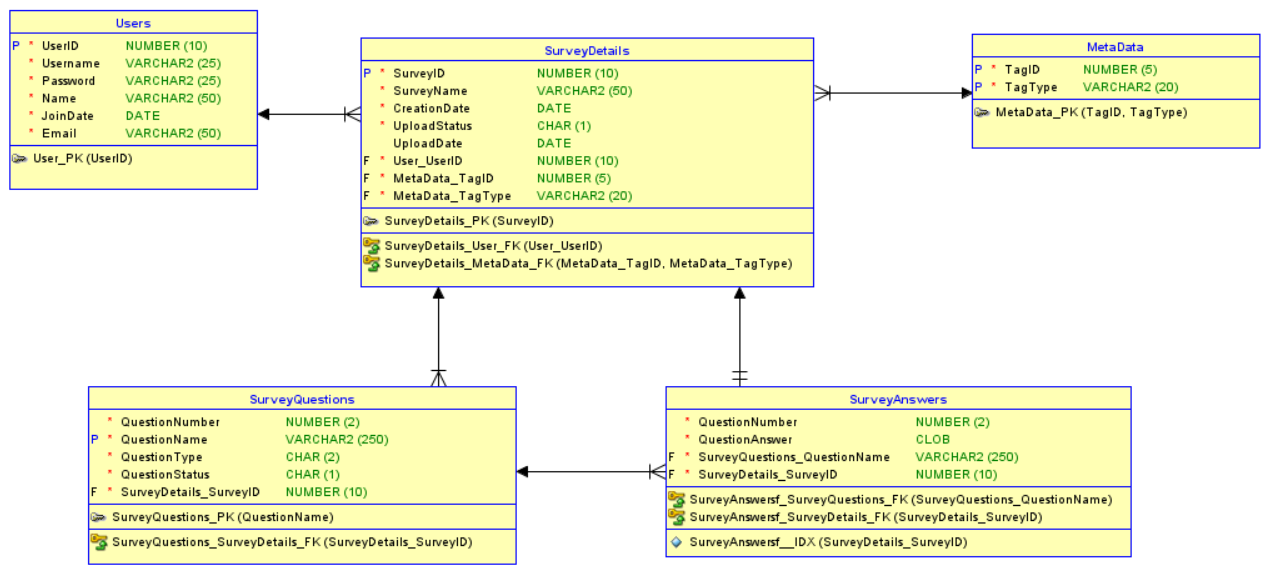 Users
P * UserID NUMBER (10)
* Username VARCHAR2 (25)
* Password VARCHAR2 (25)
* Name VARCHAR2 (50)
* JoinDate DATE
* Email VARCHAR2 (50)
User_PK (UserID)
SurveyDetails
P * SurveyID NUMBER (10)
* SurveyName VARCHAR2 (50)
* CreationDate DATE
* UploadStatus CHAR (1)
UploadDate DATE
F * User_UserID NUMBER (10)
F * MetaData_TagID NUMBER (5)
F * MetaData_TagType VARCHAR2 (20)
SurveyDetails_PK (SurveyID)
SurveyDetails_User_FK (User_UserID)
SurveyDetails_MetaData_FK (MetaData_TagID, MetaData_TagType)
MetaData
P * TagID NUMBER (5)
P * TagType VARCHAR2 (20)
MetaData_PK (TagID, TagType)
SurveyQuestions
* QuestionNumber NUMBER (2)
P * QuestionName VARCHAR2 (250)
* QuestionType CHAR (2)
* QuestionStatus CHAR (1)
F * SurveyDetails_SurveyID NUMBER (10)
SurveyQuestions_PK (QuestionName)
SurveyQuestions_SurveyDetails_FK (SurveyDetails_SurveyID)
SurveyAnswers
* QuestionNumber NUMBER (2)
* QuestionAnswer CLOB
F * SurveyQuestions_QuestionName VARCHAR2 (250)
F * SurveyDetails_SurveyID NUMBER (10)
SurveyAnswersf_SurveyQuestions_FK (SurveyQuestions_QuestionName)
SurveyAnswersf_SurveyDetails_FK (SurveyDetails_SurveyID)
SurveyAnswersf__IDX (SurveyDetails_SurveyID)